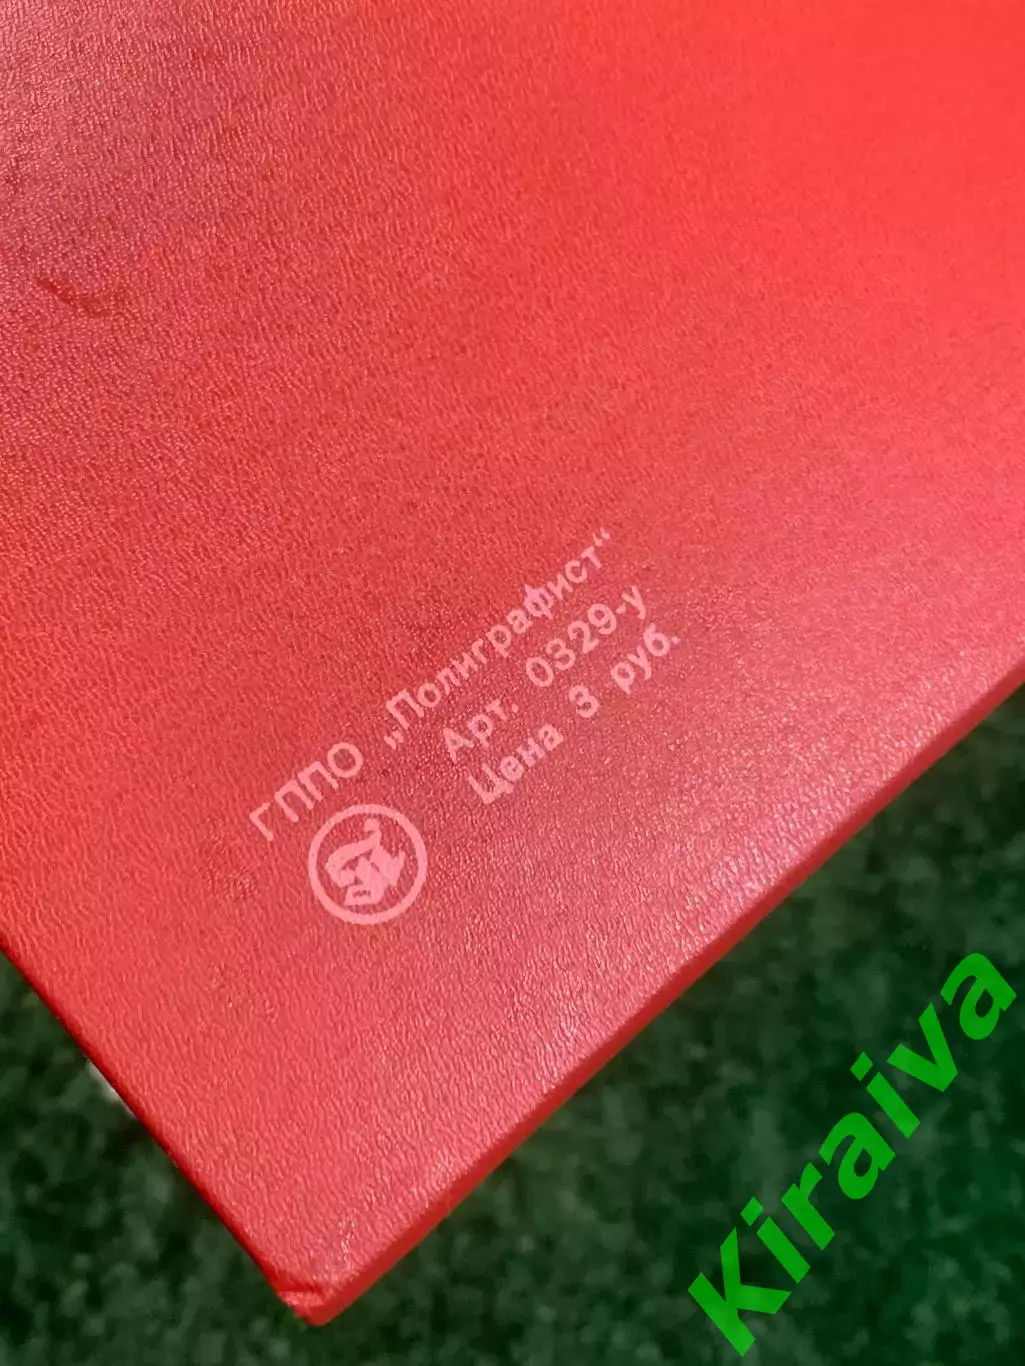 ГППО „Полиграфист“
Арт. 0329-у
Цена 3 руб.
Kiraiva